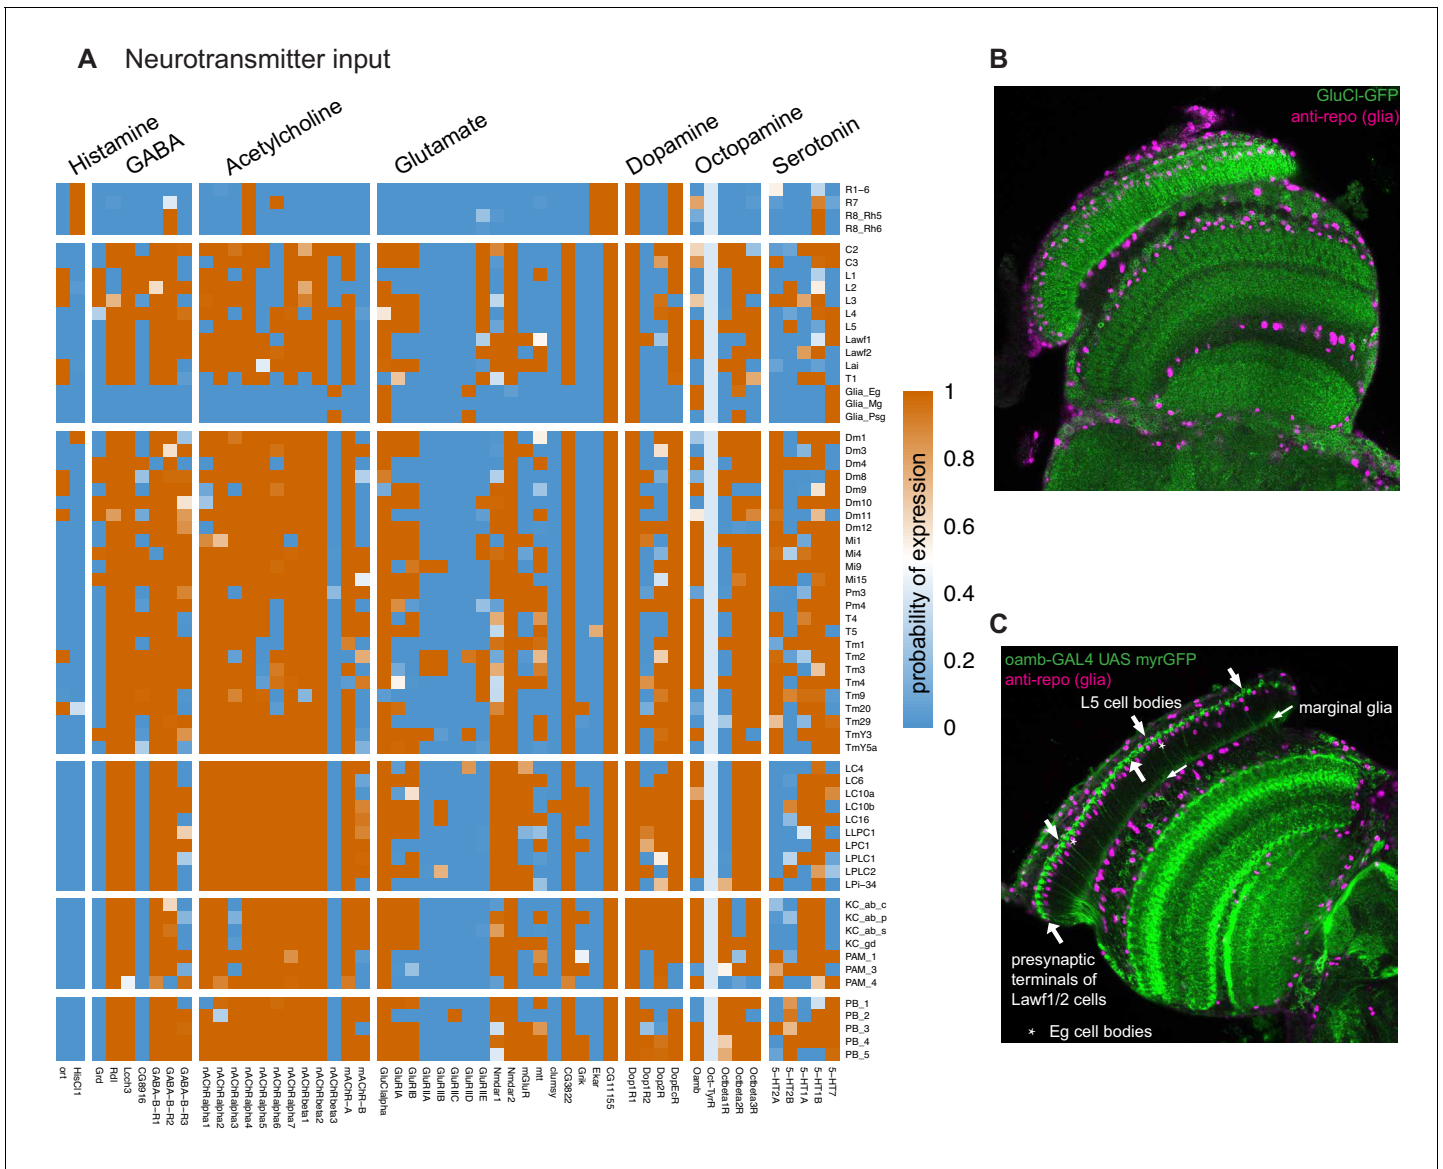 A Neurotransmitter input
Histamine
GABA
Acetylcholine
Glutamate
Dopamine
Octopamine
Serotonin
R1-6
R7
R8_Rh5
R8_Rh6
C2
C3
L1
L2
L3
L4
L5
Lawf1
Lawf2
Lai
T1
Glia_Eg
Glia_Mg
Glia_Psg
Dm1
Dm3
Dm4
Dm8
Dm9
Dm10
Dm11
Dm12
Mi1
Mi4
Mi9
Mi15
Pm3
Pm4
T4
T5
Tm1
Tm2
Tm3
Tm4
Tm9
Tm20
Tm29
TmY3
TmY5a
LC4
LC6
LC10a
LC10b
LC16
LLPC1
LPC1
LPLC1
LPLC2
LPi-34
KC_ab_c
KC_ab_p
KC_ab_s
KC_gd
PAM_1
PAM_3
PAM_4
PB_1
PB_2
PB_3
PB_4
PB_5
ort
HisCl1
Grd
Rdl
Lcch3
CG8916
GABA-B-R1
GABA-B-R2
GABA-B-R3
nAChRalpha1
nAChRalpha2
nAChRalpha3
nAChRalpha4
nAChRalpha5
nAChRalpha6
nAChRalpha7
nAChRbeta1
nAChRbeta2
nAChRbeta3
mAChR-A
mAChR-B
GluClalpha
GluRIA
GluRIB
GluRIIA
GluRIIB
GluRIIC
GluRIID
GluRIIE
Nmdar1
Nmdar2
mGluR
mtt
clumsy
CG3822
Grik
Ekar
CG11155
Dop1R1
Dop1R2
Dop2R
DopEcR
Oamb
Oct-TyrR
Octbeta1R
Octbeta2R
Octbeta3R
5-HT2A
5-HT2B
5-HT1A
5-HT1B
5-HT7
probability of expression
1
0.8
0.6
0.4
0.2
0
B
GluCl-GFP
anti-repo (glia)
C
oamb-GAL4 UAS myrGFP
anti-repo (glia)
L5 cell bodies
marginal glia
presynaptic
terminals of
Lawf1/2 cells
* Eg cell bodies